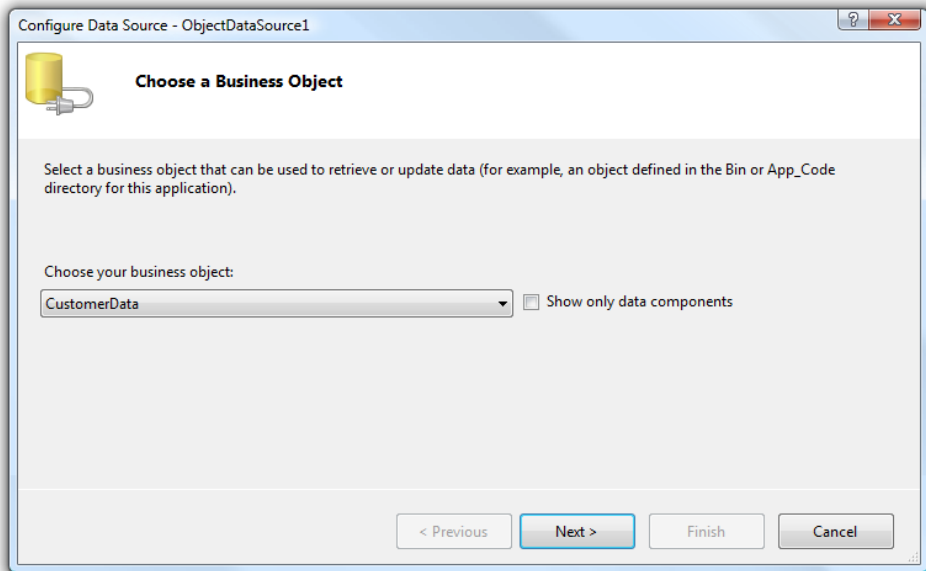 Configure Data Source - ObjectDataSource1
?
Choose a Business Object
Select a business object that can be used to retrieve or update data (for example, an object defined in the Bin or App_Code
directory for this application).
Choose your business object:
CustomerData
Show only data components
< Previous
Next >
Finish
Cancel